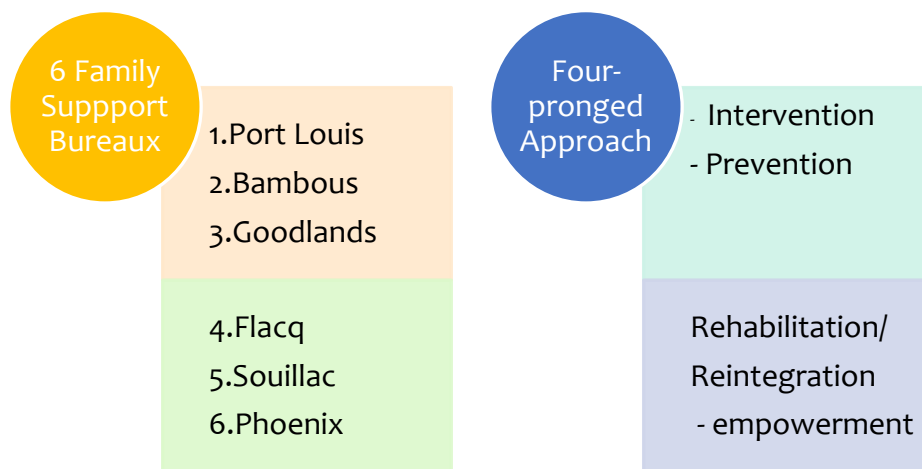 6 Family
Suppport
Bureaux
1.Port Louis
2.Bambous
3.Goodlands
4.Flacq
5.Souillac
6.Phoenix
Four-
pronged
Approach
- Intervention
- Prevention
Rehabilitation/
Reintegration
- empowerment